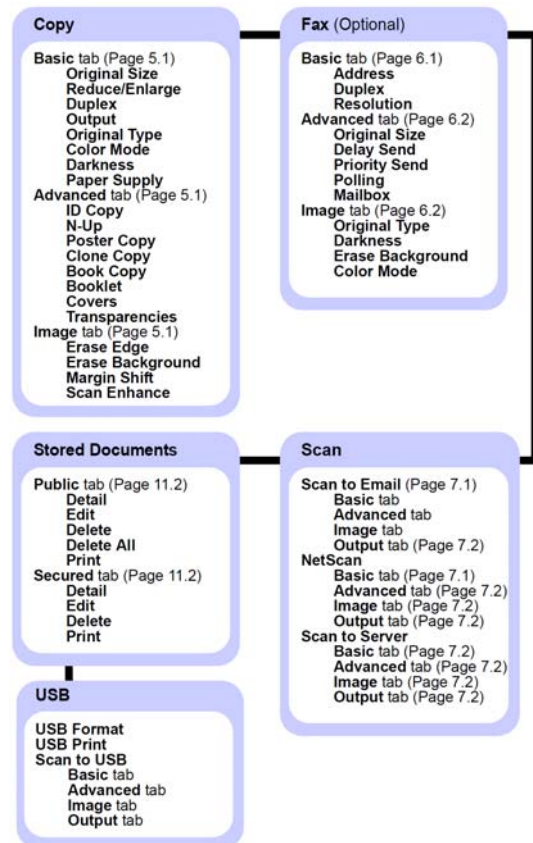 Copy
Basic tab (Page 5.1)
Original Size
Reduce/Enlarge
Duplex
Output
Original Type
Color Mode
Darkness
Paper Supply
Advanced tab (Page 5.1)
ID Copy
N-Up
Poster Copy
Clone Copy
Book Copy
Booklet
Covers
Transparencies
Image tab (Page 5.1)
Erase Edge
Erase Background
Margin Shift
Scan Enhance
Fax (Optional)
Basic tab (Page 6.1)
Address
Duplex
Resolution
Advanced tab (Page 6.2)
Original Size
Delay Send
Priority Send
Polling
Mailbox
Image tab (Page 6.2)
Original Type
Darkness
Erase Background
Color Mode
Stored Documents
Public tab (Page 11.2)
Detail
Edit
Delete
Delete All
Print
Secured tab (Page 11.2)
Detail
Edit
Delete
Print
Scan
Scan to Email (Page 7.1)
Basic tab
Advanced tab
Image tab
Output tab (Page 7.2)
NetScan
Basic tab (Page 7.1)
Advanced tab (Page 7.2)
Image tab (Page 7.2)
Output tab (Page 7.2)
Scan to Server
Basic tab (Page 7.2)
Advanced tab (Page 7.2)
Image tab (Page 7.2)
Output tab (Page 7.2)
USB
USB Format
USB Print
Scan to USB
Basic tab
Advanced tab
Image tab
Output tab